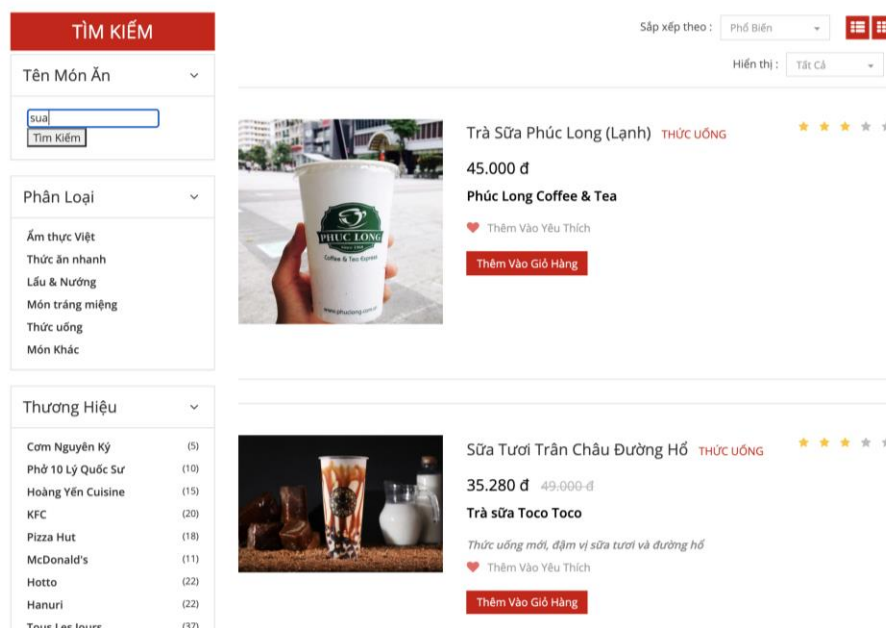 TÌM KIẾM
Tên Món Ăn
sua
Tìm Kiếm
Phân Loại
Ẩm thực Việt
Thức ăn nhanh
Lẩu & Nướng
Món tráng miệng
Thức uống
Món Khác
Thương Hiệu
Cơm Nguyên Ký (5)
Phở 10 Lý Quốc Sư (10)
Hoàng Yến Cuisine (15)
KFC (20)
Pizza Hut (18)
McDonald's (11)
Hotto (22)
Hanuri (22)
Tous Les Jours (37)
Sắp xếp theo : Phổ Biến
Hiển thị : Tất Cả
PHUC LONG
Coffee & Tea Express
www.phuclong.com.vn
Trà Sữa Phúc Long (Lạnh) THỨC UỐNG
45.000 đ
Phúc Long Coffee & Tea
Thêm Vào Yêu Thích
Thêm Vào Giỏ Hàng
Sữa Tươi Trân Châu Đường Hổ THỨC UỐNG
35.280 đ 49.000 đ
Trà sữa Toco Toco
Thức uống mới, đậm vị sữa tươi và đường hổ
Thêm Vào Yêu Thích
Thêm Vào Giỏ Hàng